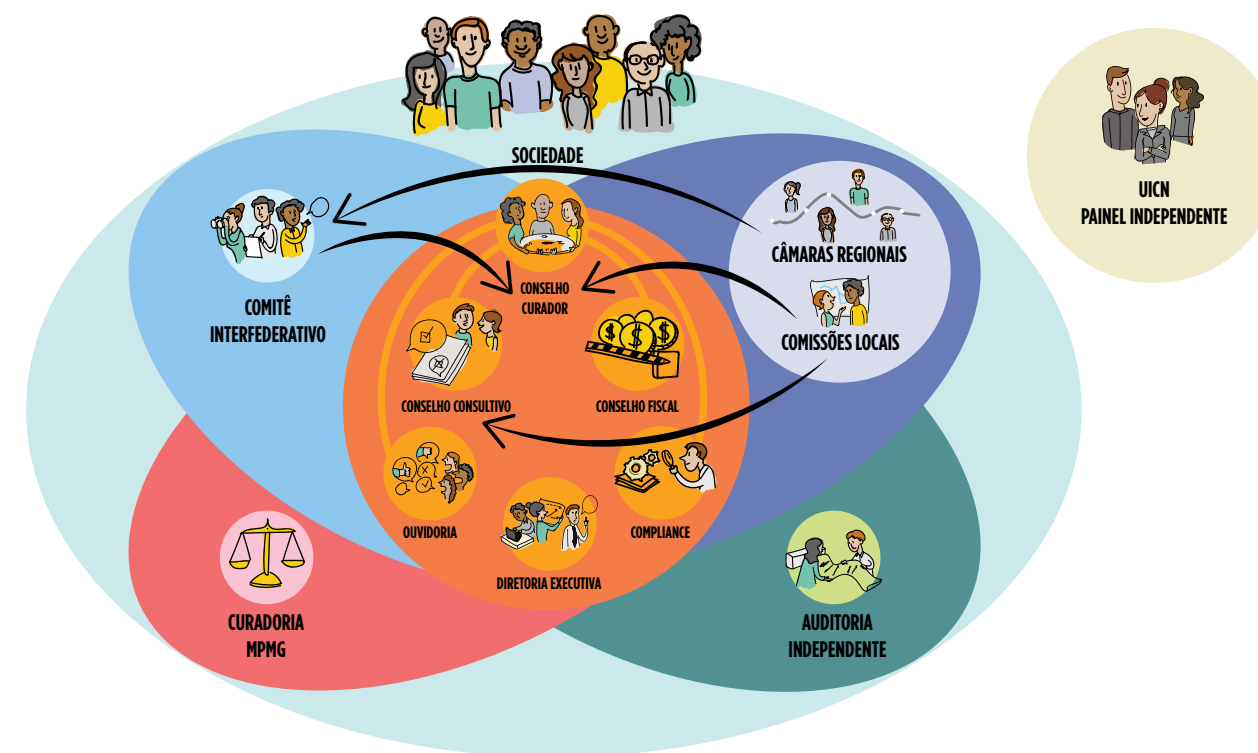 SOCIEDADE
UICN
PAINEL INDEPENDENTE
CÂMARAS REGIONAIS
COMISSÕES LOCAIS
COMITÊ
INTERFEDERATIVO
CONSELHO
CURADOR
CONSELHO CONSULTIVO
CONSELHO FISCAL
OUVIDORIA
COMPLIANCE
DIRETORIA EXECUTIVA
CURADORIA
MPMG
AUDITORIA
INDEPENDENTE